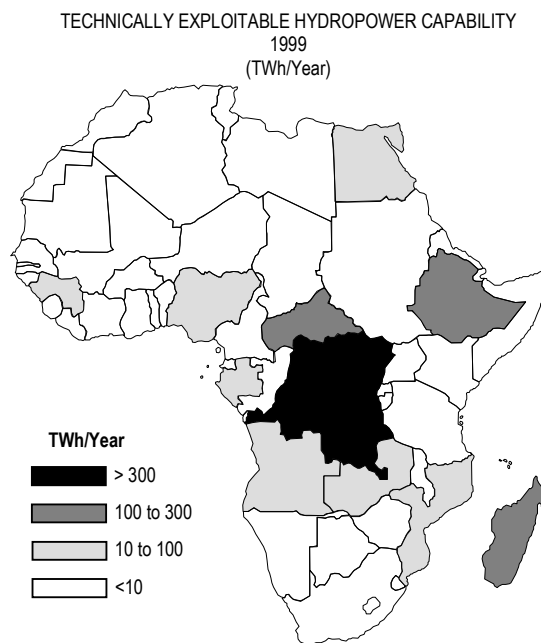 TECHNICALLY EXPLOITABLE HYDROPOWER CAPABILITY
1999
(TWh/Year)
TWh/Year
> 300
100 to 300
10 to 100
<10